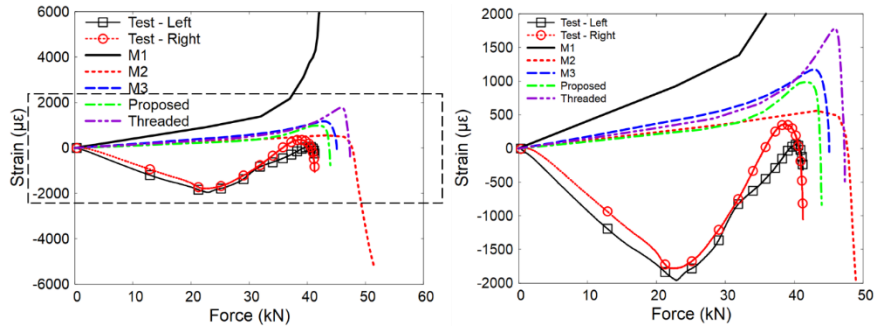 6000
4000
2000
0
-2000
-4000
-6000
Strain (µε)
Test - Left
Test - Right
M1
M2
M3
Proposed
Threaded
0 10 20 30 40 50 60
Force (kN)
2000
1500
1000
500
0
-500
-1000
-1500
-2000
Strain (µε)
Test - Left
Test - Right
M1
M2
M3
Proposed
Threaded
0 10 20 30 40 50
Force (kN)